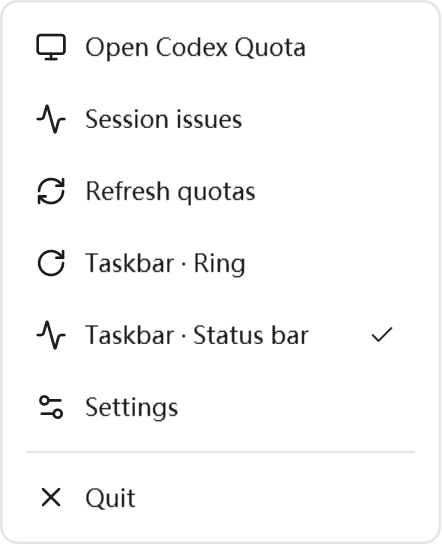 Open Codex Quota
Session issues
Refresh quotas
Taskbar · Ring
Taskbar · Status bar
Settings
Quit